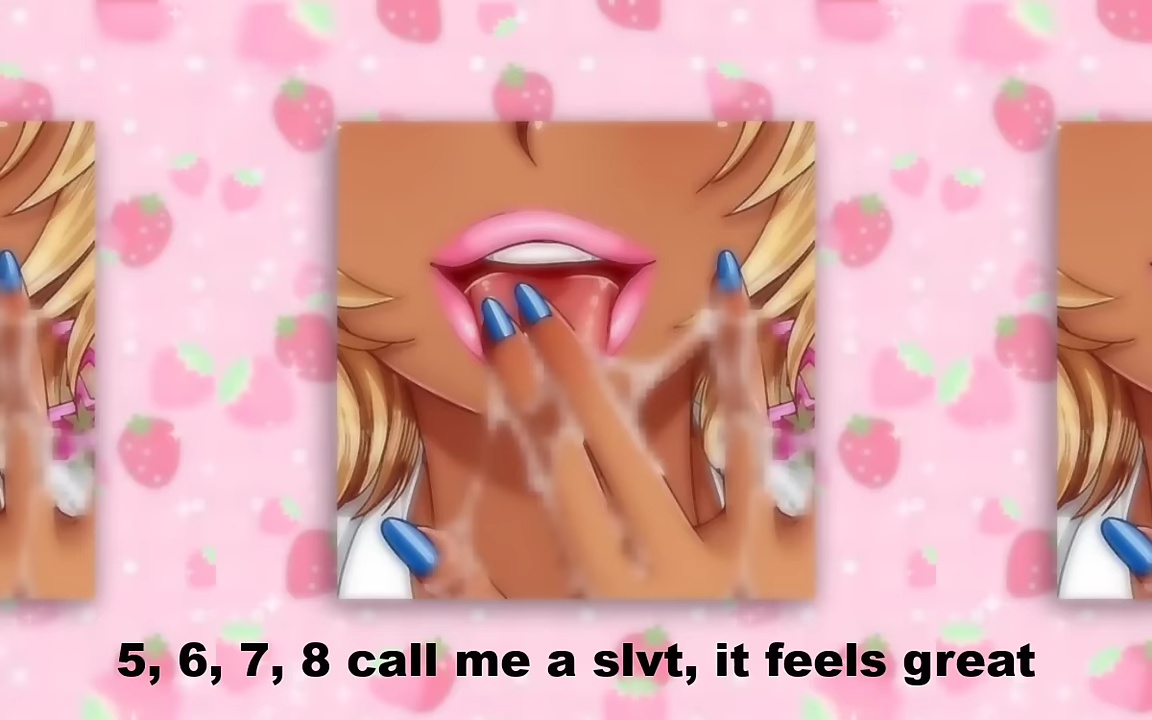 5, 6, 7, 8 call me a slvt, it feels great